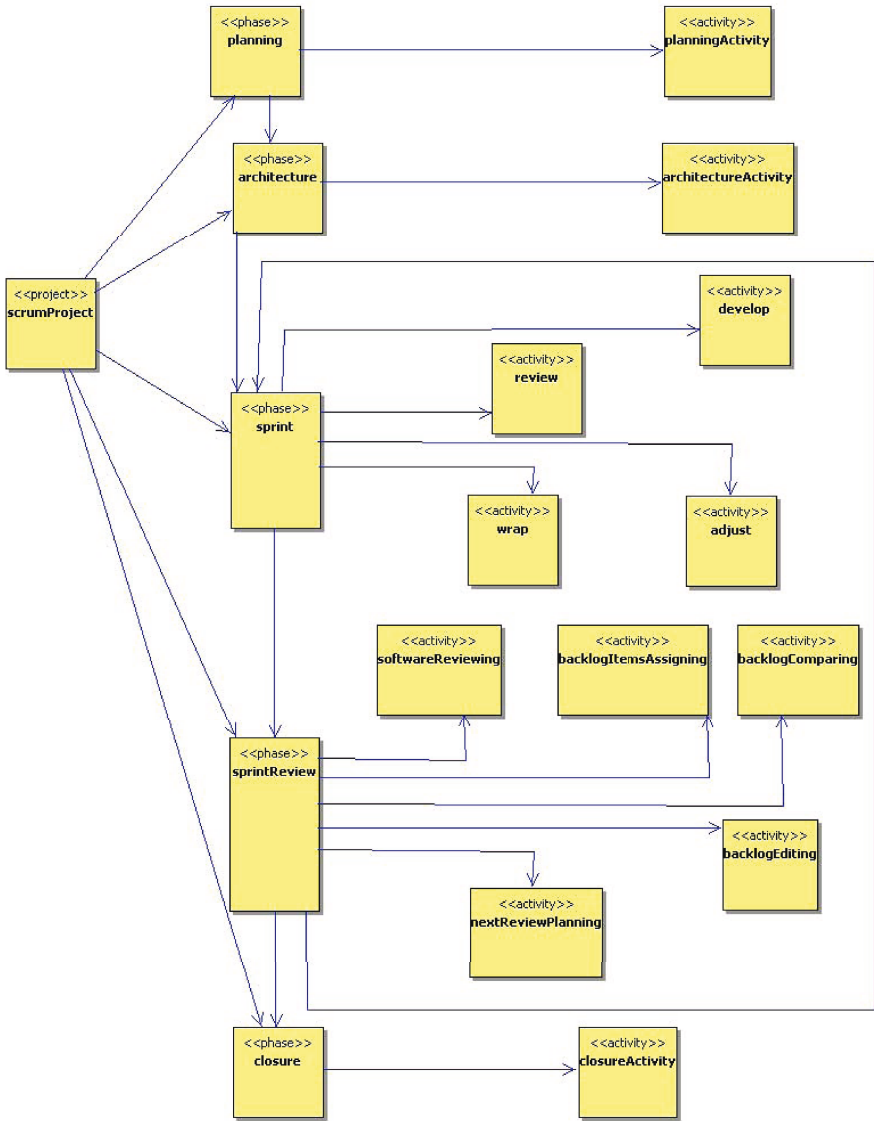 <<phase>>
planning
<<activity>>
planningActivity
<<phase>>
architecture
<<activity>>
architectureActivity
<<project>>
scrumProject
<<activity>>
develop
<<activity>>
review
<<phase>>
sprint
<<activity>>
wrap
<<activity>>
adjust
<<activity>>
softwareReviewing
<<activity>>
backlogItemsAssigning
<<activity>>
backlogComparing
<<phase>>
sprintReview
<<activity>>
backlogEditing
<<activity>>
nextReviewPlanning
<<phase>>
closure
<<activity>>
closureActivity